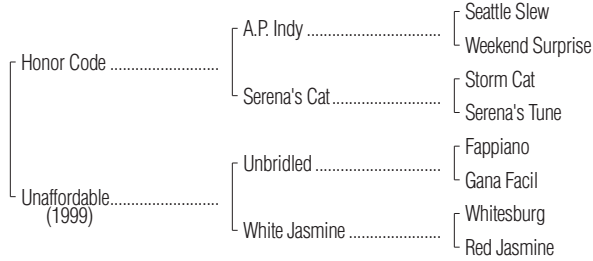 Seattle Slew
A.P. Indy ................................
Weekend Surprise
Honor Code ..........................
Storm Cat
Serena's Cat..........................
Serena's Tune
Fappiano
Unbridled ..............................
Gana Facil
Unaffordable..........................
(1999)
Whitesburg
White Jasmine ......................
Red Jasmine